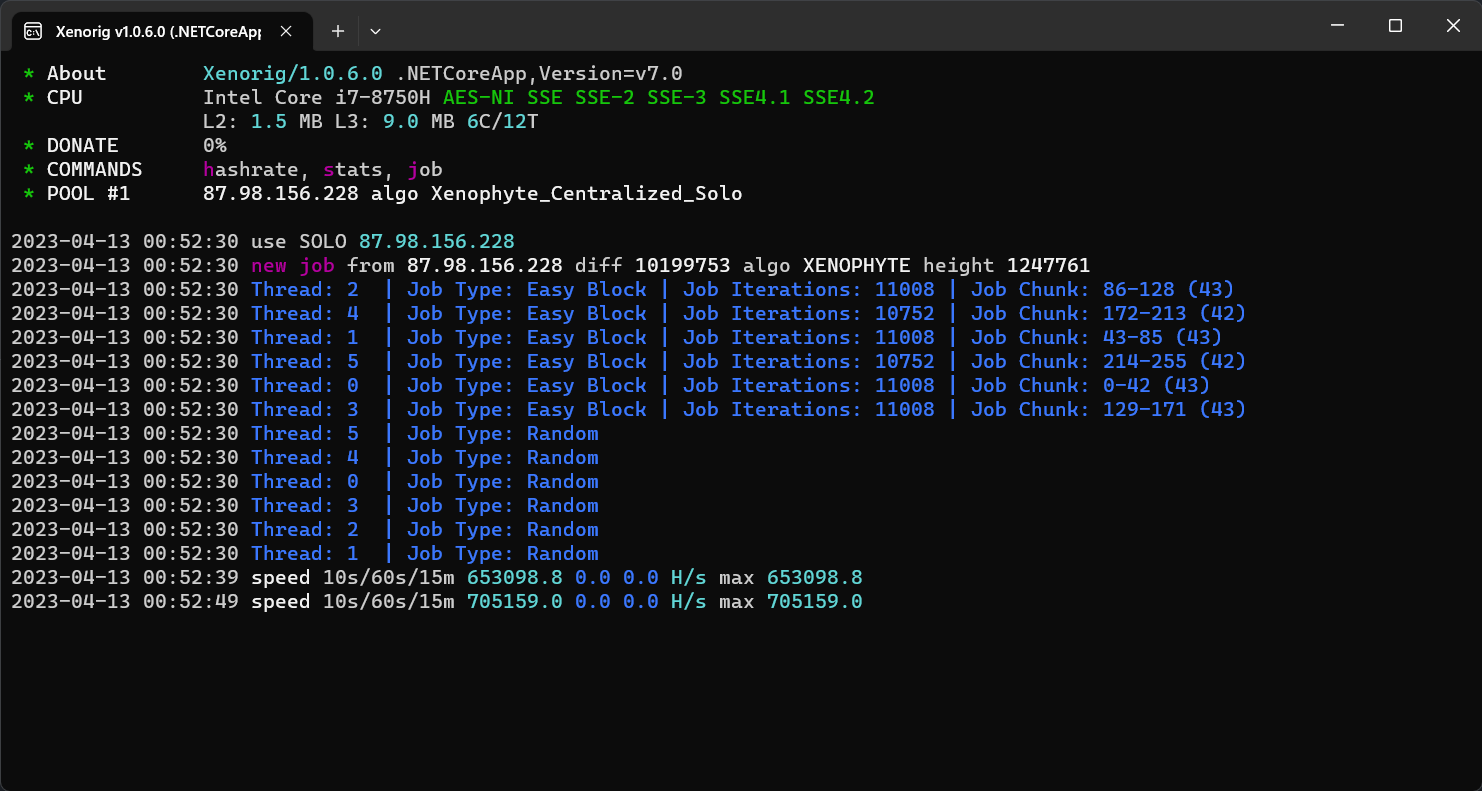 Xenorig v1.0.6.0 (.NETCoreApp
* About Xenorig/1.0.6.0 .NETCoreApp,Version=v7.0
* CPU Intel Core i7-8750H AES-NI SSE SSE-2 SSE-3 SSE4.1 SSE4.2
L2: 1.5 MB L3: 9.0 MB 6C/12T
* DONATE 0%
* COMMANDS hashrate, stats, job
* POOL #1 87.98.156.228 algo Xenophyte_Centralized_Solo
2023-04-13 00:52:30 use SOLO 87.98.156.228
2023-04-13 00:52:30 new job from 87.98.156.228 diff 10199753 algo XENOPHYTE height 1247761
2023-04-13 00:52:30 Thread: 2 | Job Type: Easy Block | Job Iterations: 11008 | Job Chunk: 86-128 (43)
2023-04-13 00:52:30 Thread: 4 | Job Type: Easy Block | Job Iterations: 10752 | Job Chunk: 172-213 (42)
2023-04-13 00:52:30 Thread: 1 | Job Type: Easy Block | Job Iterations: 11008 | Job Chunk: 43-85 (43)
2023-04-13 00:52:30 Thread: 5 | Job Type: Easy Block | Job Iterations: 10752 | Job Chunk: 214-255 (42)
2023-04-13 00:52:30 Thread: 0 | Job Type: Easy Block | Job Iterations: 11008 | Job Chunk: 0-42 (43)
2023-04-13 00:52:30 Thread: 3 | Job Type: Easy Block | Job Iterations: 11008 | Job Chunk: 129-171 (43)
2023-04-13 00:52:30 Thread: 5 | Job Type: Random
2023-04-13 00:52:30 Thread: 4 | Job Type: Random
2023-04-13 00:52:30 Thread: 0 | Job Type: Random
2023-04-13 00:52:30 Thread: 3 | Job Type: Random
2023-04-13 00:52:30 Thread: 2 | Job Type: Random
2023-04-13 00:52:30 Thread: 1 | Job Type: Random
2023-04-13 00:52:39 speed 10s/60s/15m 653098.8 0.0 0.0 H/s max 653098.8
2023-04-13 00:52:49 speed 10s/60s/15m 705159.0 0.0 0.0 H/s max 705159.0